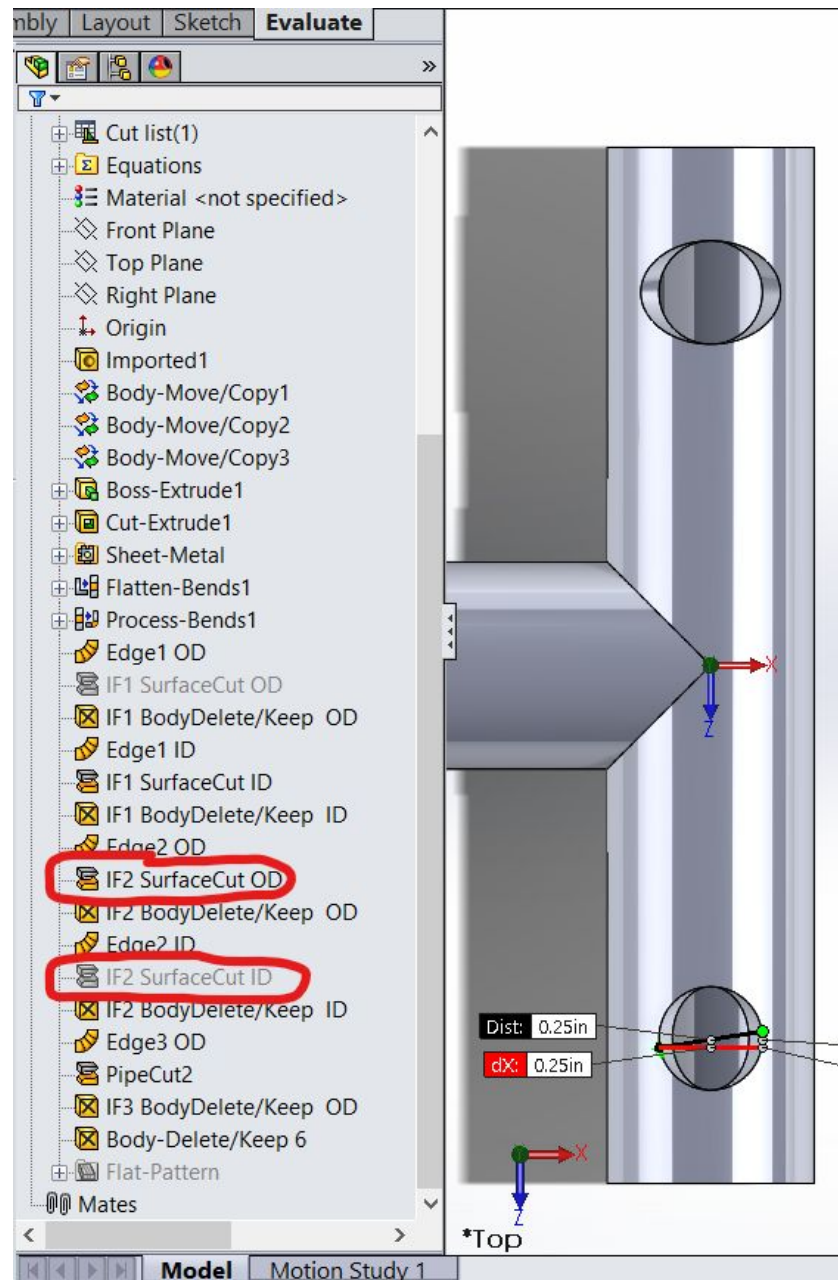 mbly Layout Sketch Evaluate
»
Cut list(1)
Equations
Material <not specified>
Front Plane
Top Plane
Right Plane
Origin
Imported1
Body-Move/Copy1
Body-Move/Copy2
Body-Move/Copy3
Boss-Extrude1
Cut-Extrude1
Sheet-Metal
Flatten-Bends1
Process-Bends1
Edge1 OD
IF1 SurfaceCut OD
IF1 BodyDelete/Keep OD
Edge1 ID
IF1 SurfaceCut ID
IF1 BodyDelete/Keep ID
Edge2 OD
IF2 SurfaceCut OD
IF2 BodyDelete/Keep OD
Edge2 ID
IF2 SurfaceCut ID
IF2 BodyDelete/Keep ID
Edge3 OD
PipeCut2
IF3 BodyDelete/Keep OD
Body-Delete/Keep 6
Flat-Pattern
Mates
Model Motion Study 1
X
Z
Dist: 0.25in
dX: 0.25in
X
Z
*Top